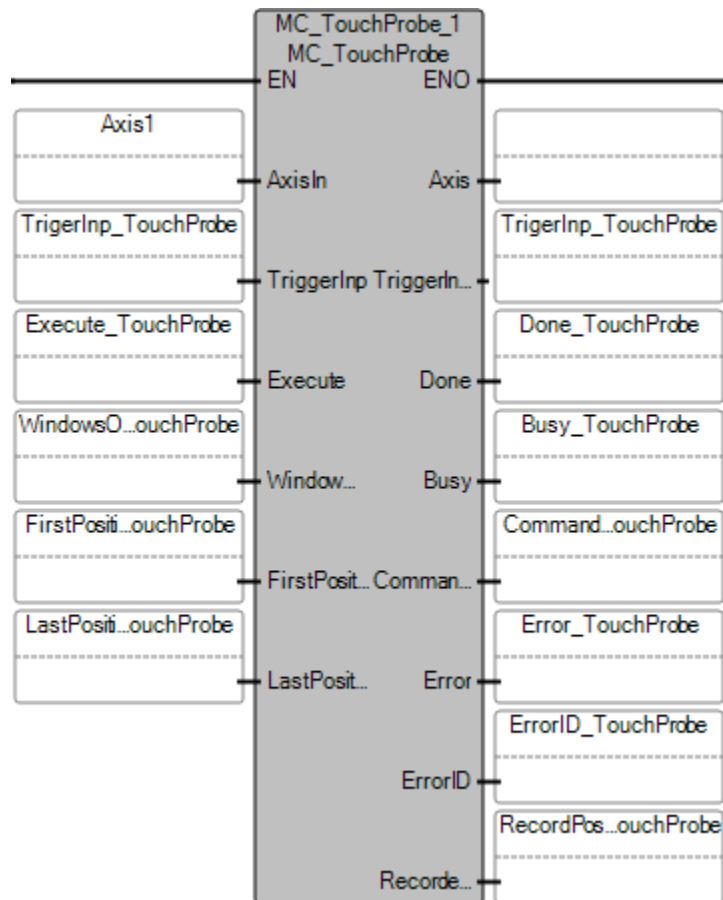 MC_TouchProbe_1
MC_TouchProbe
EN ENO
Axis1
AxisIn Axis
TrigerInp_TouchProbe TrigerInp_TouchProbe
TriggerInp TriggerIn...
Execute_TouchProbe Done_TouchProbe
Execute Done
WindowsO...ouchProbe Busy_TouchProbe
Window... Busy
FirstPositi...ouchProbe Command...ouchProbe
FirstPosit... Comman...
LastPositi...ouchProbe Error_TouchProbe
LastPosit... Error
ErrorID_TouchProbe
ErrorID
RecordPos...ouchProbe
Recorde...